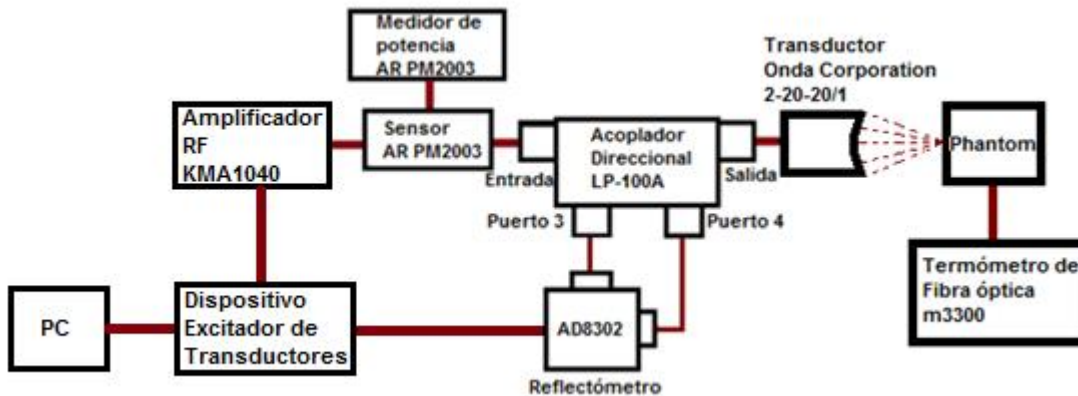 Medidor de
potencia
AR PM2003
Transductor
Onda Corporation
2-20-20/1
Amplificador
RF
KMA1040
Sensor
AR PM2003
Acoplador
Direccional
LP-100A
Phantom
Entrada
Salida
Puerto 3
Puerto 4
Termómetro de
Fibra óptica
m3300
PC
Dispositivo
Excitador de
Transductores
AD8302
Reflectómetro